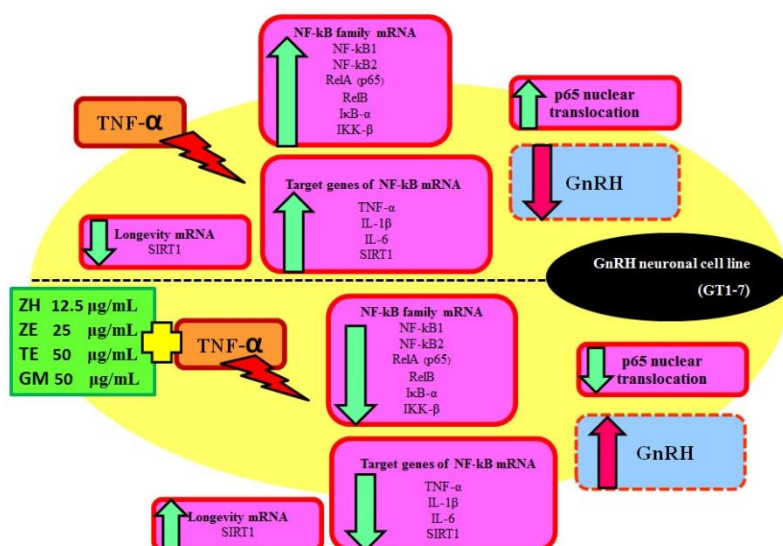 NF-kB family mRNA
NF-kB1
NF-kB2
RelA (p65)
RelB
IκB-α
IKK-β
TNF-α
p65 nuclear
translocation
GnRH
Target genes of NF-kB mRNA
TNF-α
IL-1β
IL-6
SIRT1
Longevity mRNA
SIRT1
GnRH neuronal cell line
(GT1-7)
ZH 12.5 µg/mL
ZE 25 µg/mL
TE 50 µg/mL
GM 50 µg/mL
TNF-α
NF-kB family mRNA
NF-kB1
NF-kB2
RelA (p65)
RelB
IκB-α
IKK-β
p65 nuclear
translocation
GnRH
Target genes of NF-kB mRNA
TNF-α
IL-1β
IL-6
SIRT1
Longevity mRNA
SIRT1